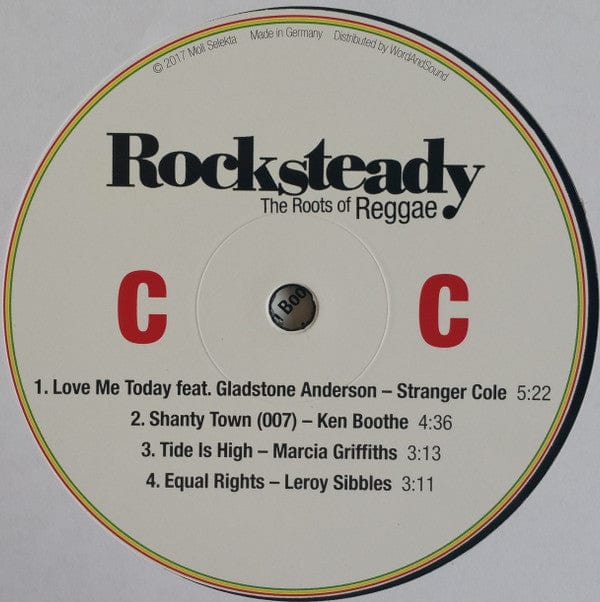 © 2017 Moll Selekta Made in Germany Distributed by WordAndSound
Rocksteady
The Roots of Reggae
C C
1. Love Me Today feat. Gladstone Anderson – Stranger Cole 5:22
2. Shanty Town (007) – Ken Boothe 4:36
3. Tide Is High – Marcia Griffiths 3:13
4. Equal Rights – Leroy Sibbles 3:11